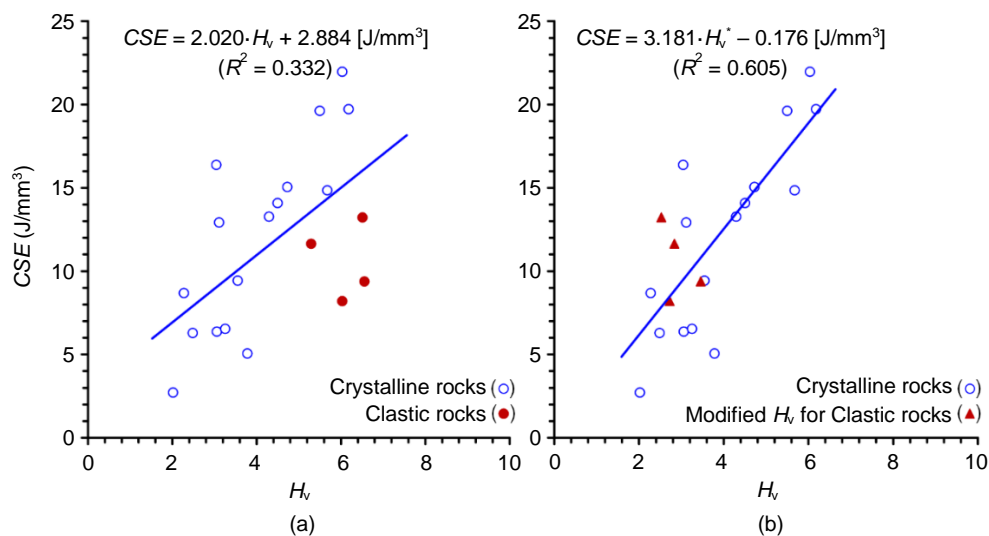 CSE = 2.020·Hᵥ + 2.884 [J/mm³]
(R² = 0.332)
CSE (J/mm³)
25
20
15
10
5
0
0 2 4 6 8 10
Crystalline rocks (○)
Clastic rocks (●)
Hᵥ
(a)
CSE = 3.181·Hᵥ* – 0.176 [J/mm³]
(R² = 0.605)
25
20
15
10
5
0
0 2 4 6 8 10
Crystalline rocks (○)
Modified Hᵥ for Clastic rocks (▲)
Hᵥ
(b)